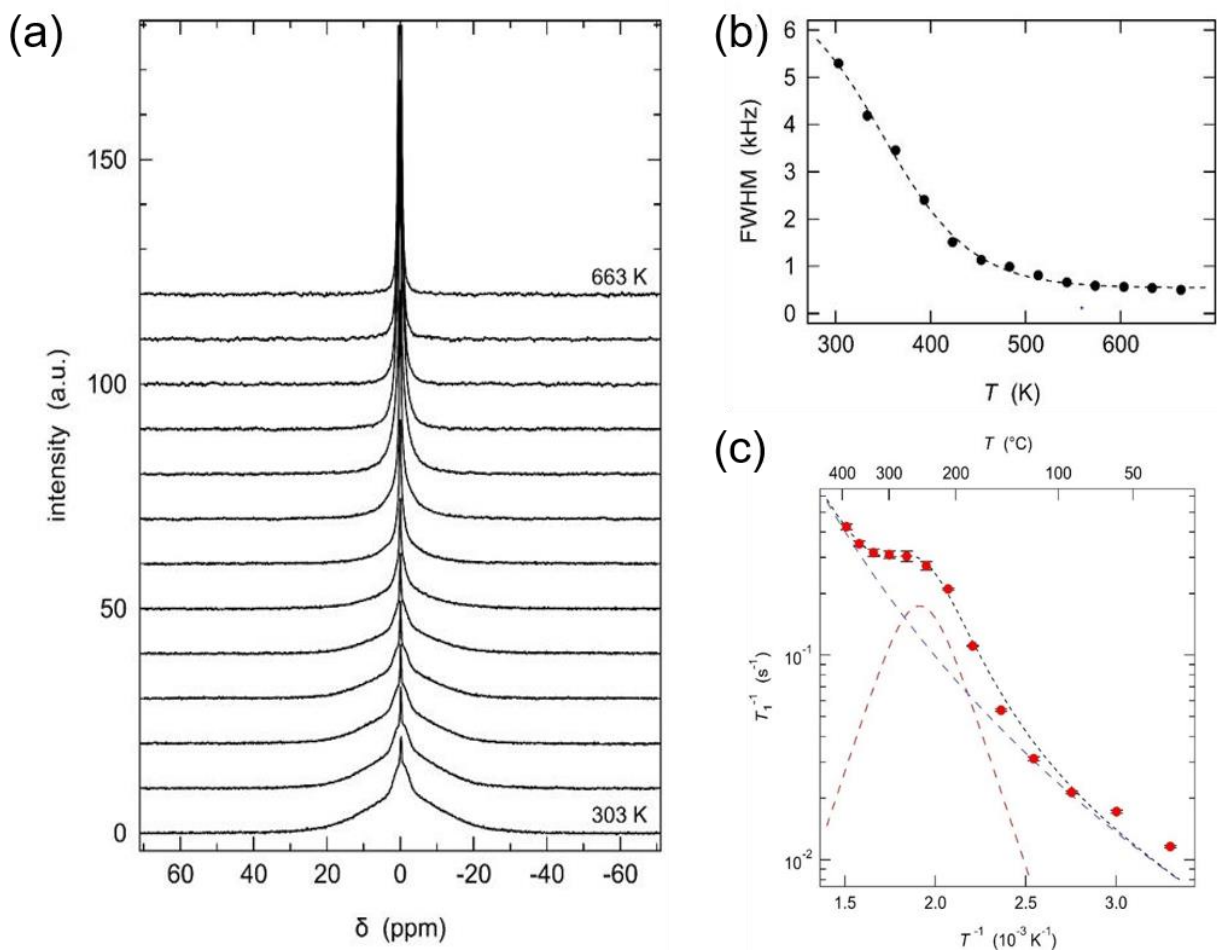 (a)
intensity (a.u.)
150
100
50
0
663 K
303 K
60 40 20 0 -20 -40 -60
δ (ppm)
(b)
FWHM (kHz)
6
5
4
3
2
1
0
300 400 500 600
T (K)
(c)
T (°C)
400 300 200 100 50
T₁⁻¹ (s⁻¹)
10⁻¹
10⁻²
1.5 2.0 2.5 3.0
T⁻¹ (10⁻³ K⁻¹)